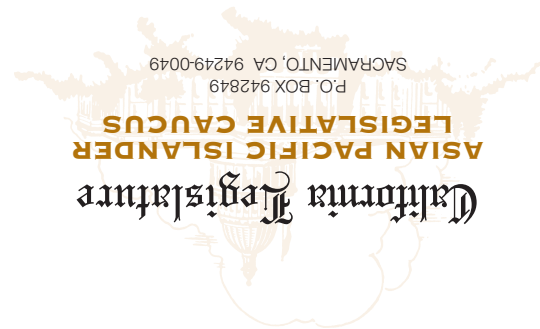 California Legislature
ASIAN PACIFIC ISLANDER
LEGISLATIVE CAUCUS
P.O. BOX 942849
SACRAMENTO, CA 94249-0049